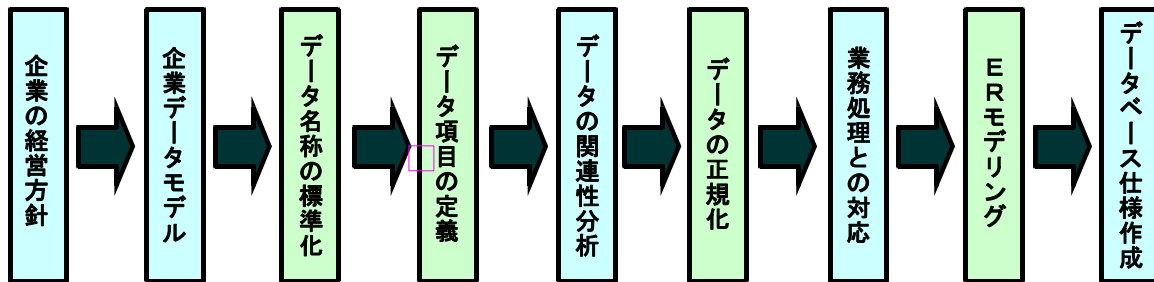 企業の経営方針
企業データモデル
データ名称の標準化
データ項目の定義
データの関連性分析
データの正規化
業務処理との対応
ERモデリング
データベース仕様作成